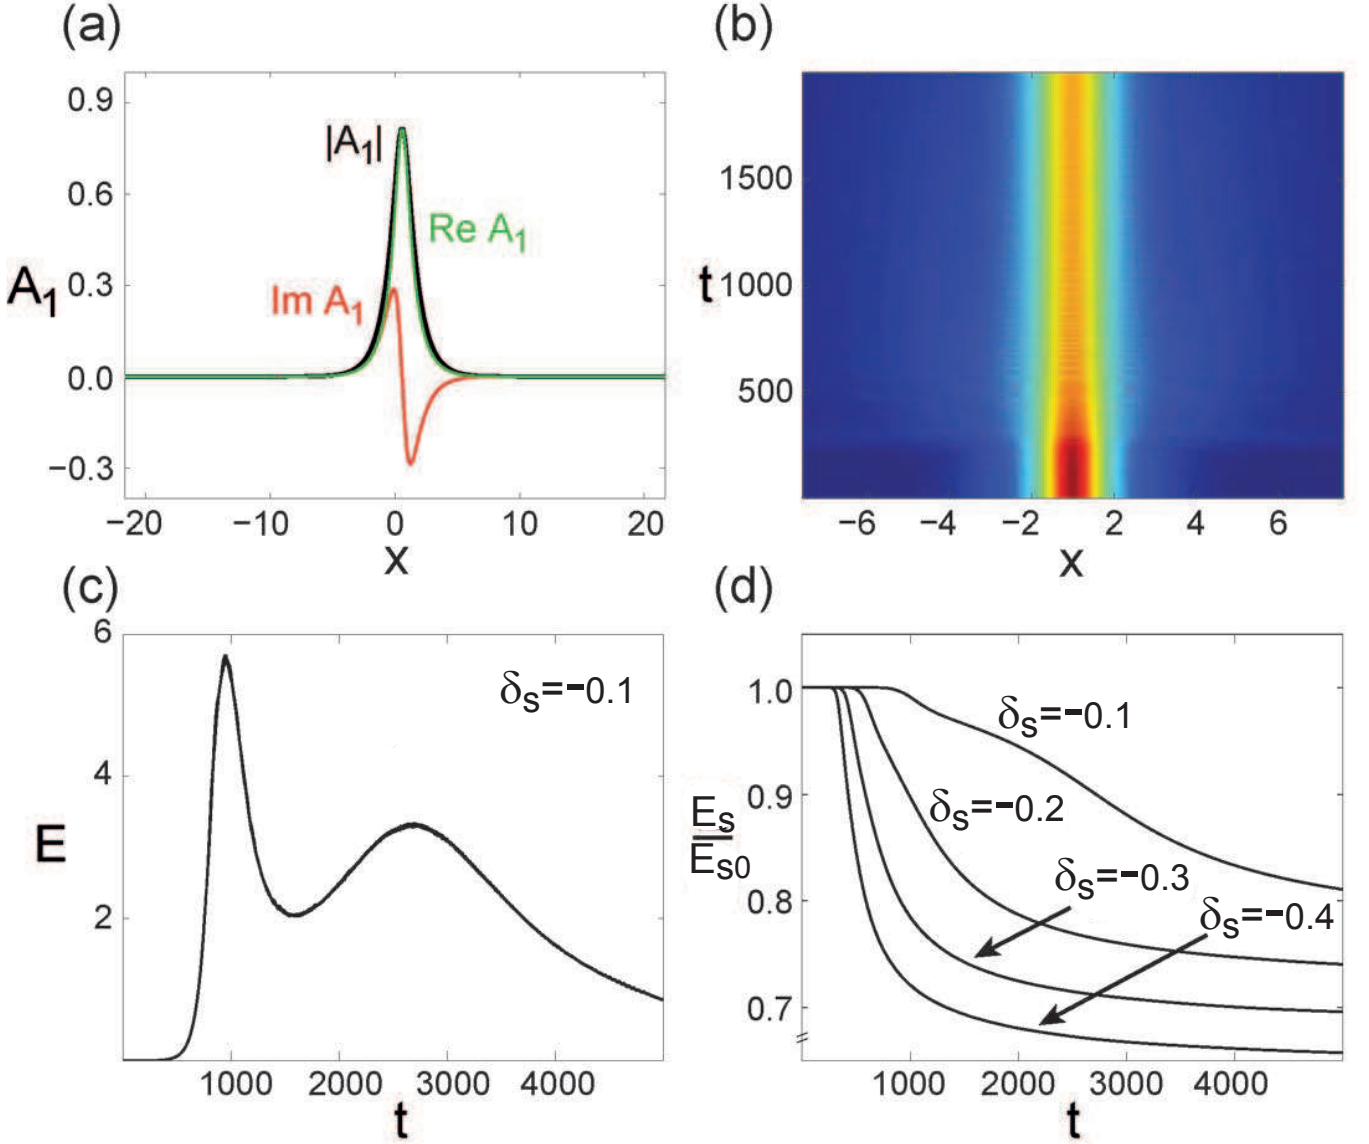 (a)
0.9
0.6
0.3
0.0
−0.3
A1
|A1|
Re A1
Im A1
−20
−10
0
10
20
X
(b)
1500
1000
500
t
−6
−4
−2
2
4
6
X
(c)
6
4
2
E
δs=-0.1
1000
2000
3000
4000
t
(d)
1.0
0.9
0.8
0.7
Es
Es0
δs=-0.1
δs=-0.2
δs=-0.3
δs=-0.4
1000
2000
3000
4000
t